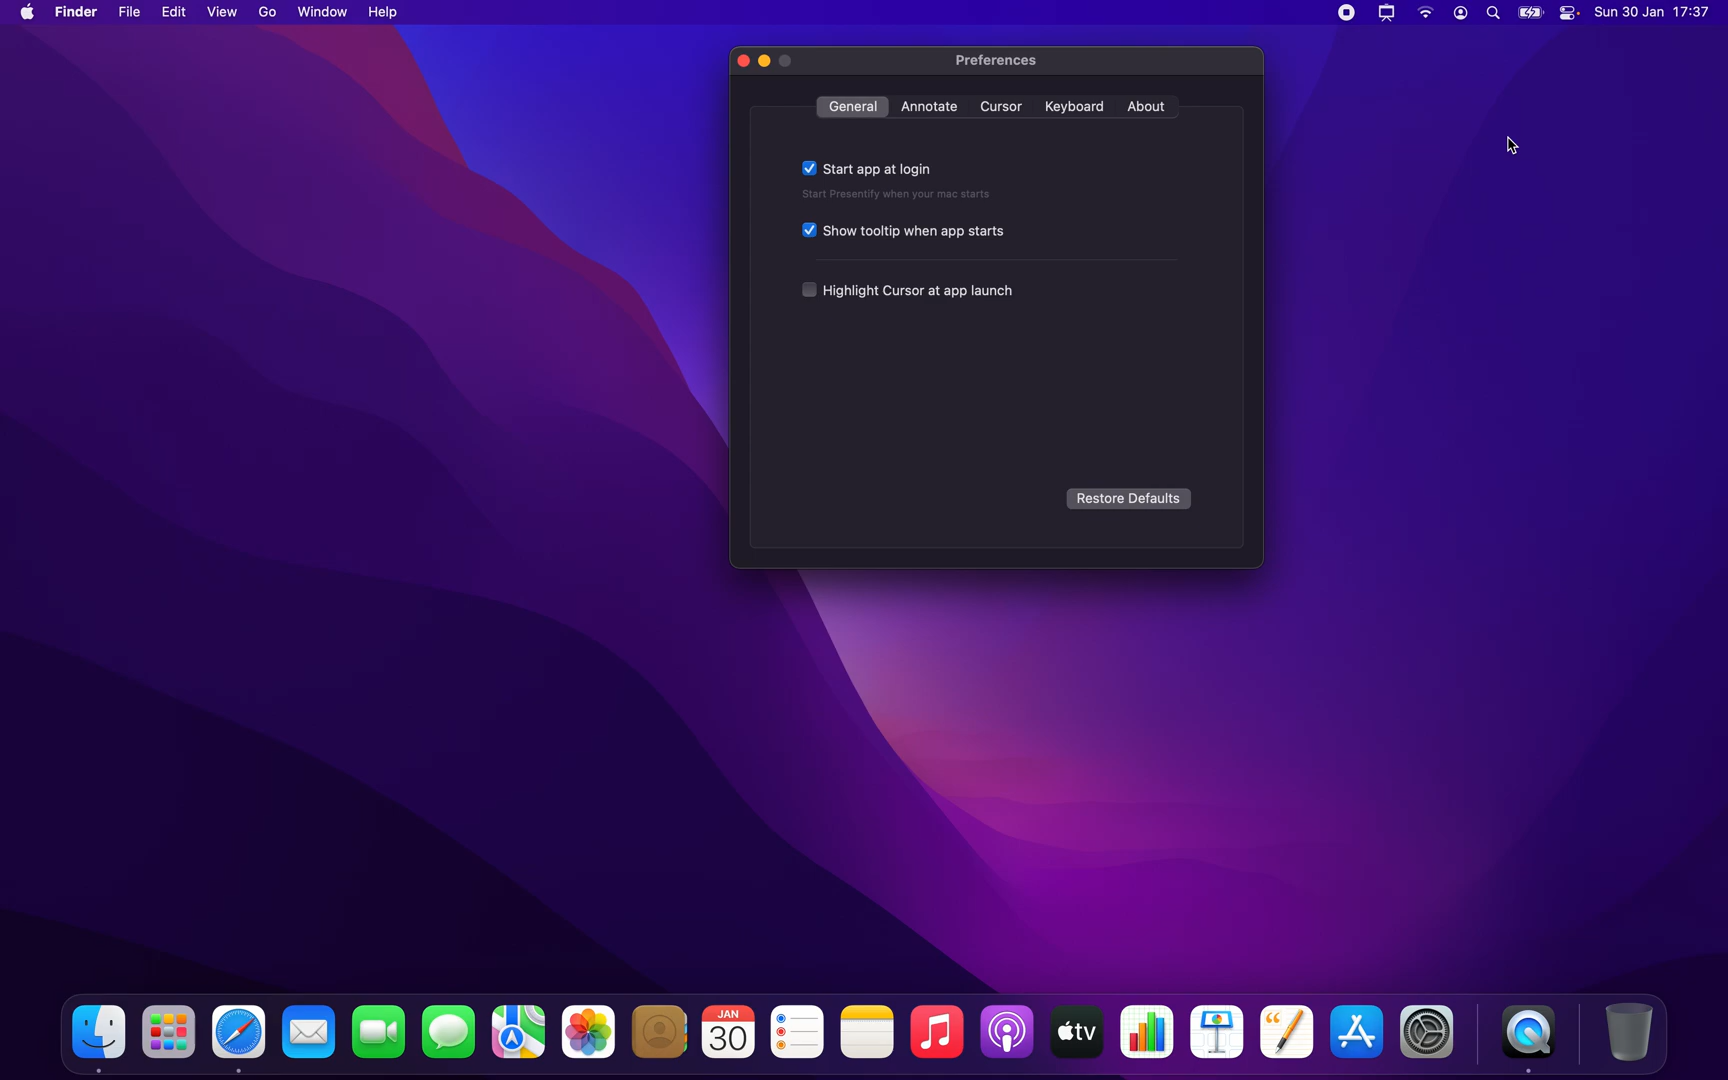 Finder File Edit View Go Window Help Sun 30 Jan 17:37
Preferences
General Annotate Cursor Keyboard About
Start app at login
Start Presentify when your mac starts
Show tooltip when app starts
Highlight Cursor at app launch
Restore Defaults
JAN
30
tv